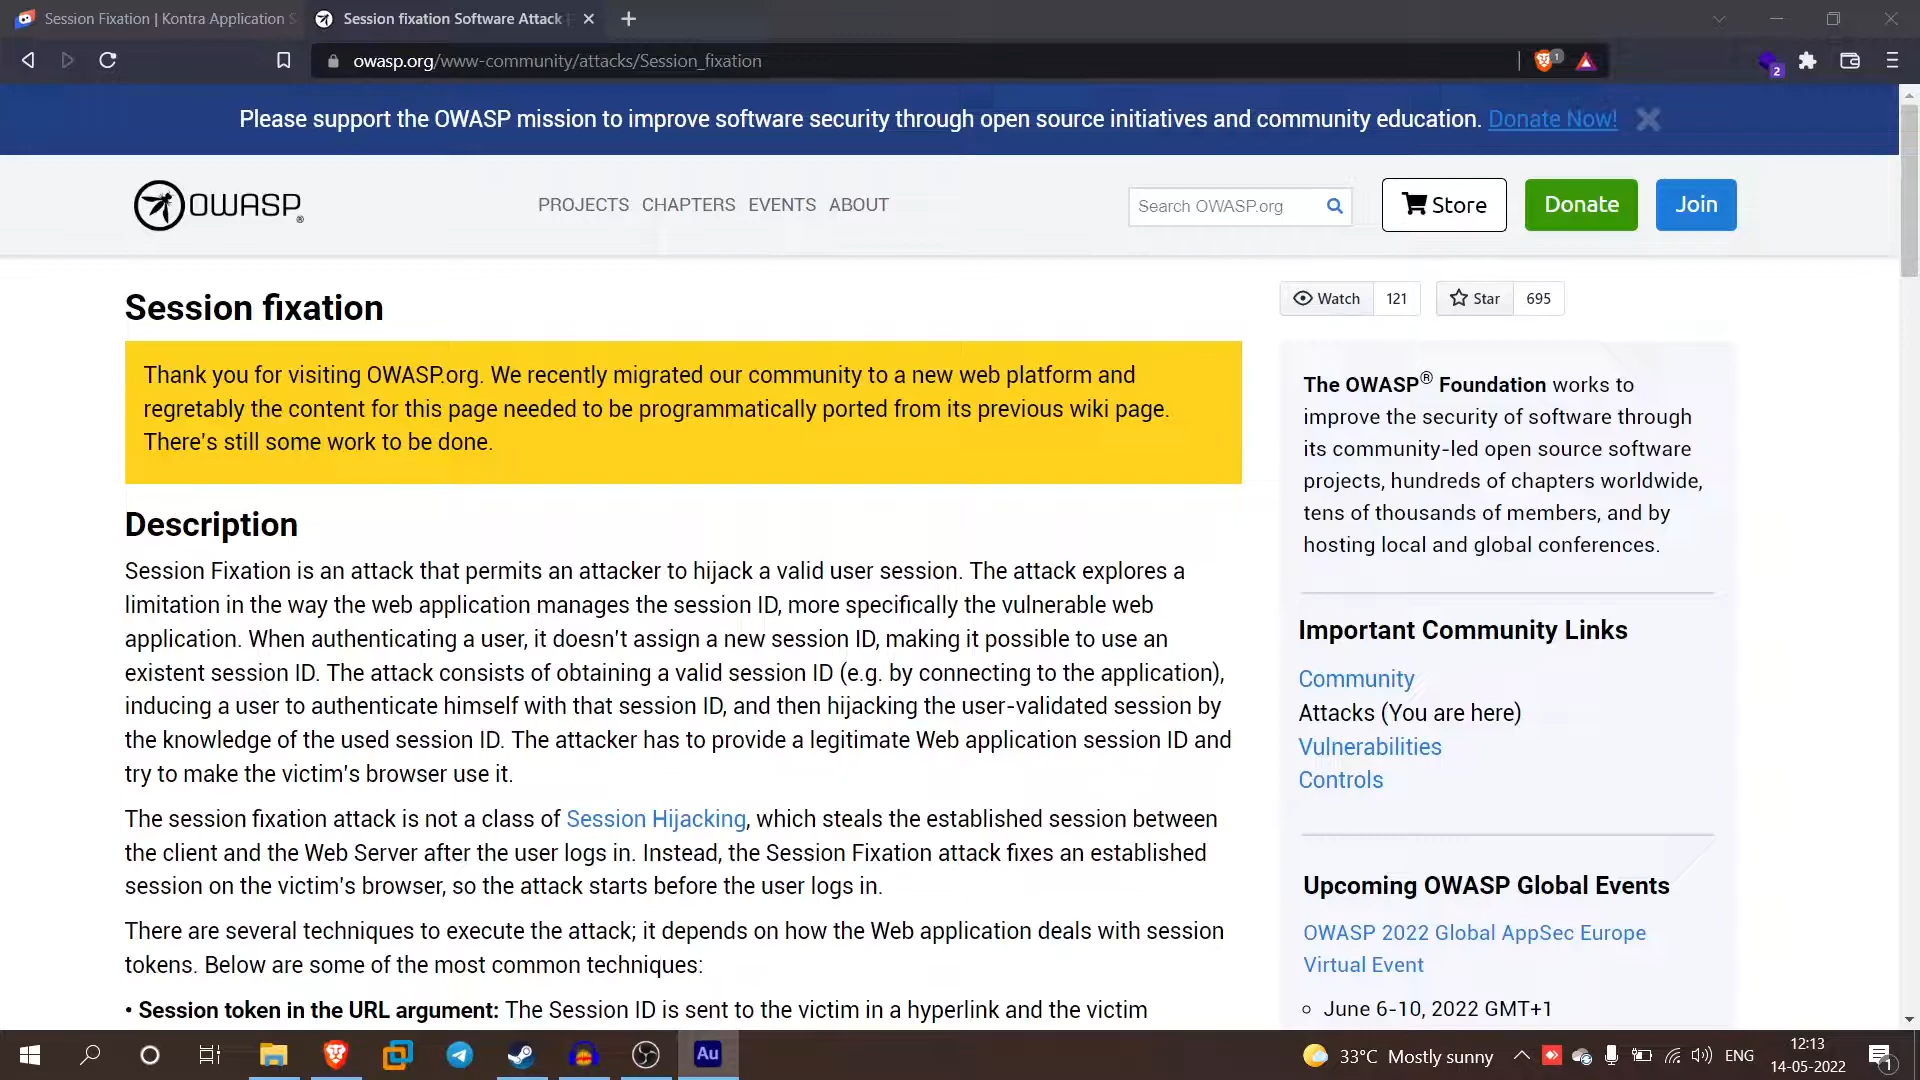 Session Fixation | Kontra Application S
Session fixation Software Attack
owasp.org/www-community/attacks/Session_fixation
1
2
Please support the OWASP mission to improve software security through open source initiatives and community education. Donate Now!
OWASP®
PROJECTS CHAPTERS EVENTS ABOUT
Search OWASP.org
Store
Donate
Join
Session fixation
Watch 121
Star 695
Thank you for visiting OWASP.org. We recently migrated our community to a new web platform and
regretably the content for this page needed to be programmatically ported from its previous wiki page.
There's still some work to be done.
Description
Session Fixation is an attack that permits an attacker to hijack a valid user session. The attack explores a
limitation in the way the web application manages the session ID, more specifically the vulnerable web
application. When authenticating a user, it doesn't assign a new session ID, making it possible to use an
existent session ID. The attack consists of obtaining a valid session ID (e.g. by connecting to the application),
inducing a user to authenticate himself with that session ID, and then hijacking the user-validated session by
the knowledge of the used session ID. The attacker has to provide a legitimate Web application session ID and
try to make the victim's browser use it.
The session fixation attack is not a class of Session Hijacking, which steals the established session between
the client and the Web Server after the user logs in. Instead, the Session Fixation attack fixes an established
session on the victim's browser, so the attack starts before the user logs in.
There are several techniques to execute the attack; it depends on how the Web application deals with session
tokens. Below are some of the most common techniques:
• Session token in the URL argument: The Session ID is sent to the victim in a hyperlink and the victim
The OWASP® Foundation works to
improve the security of software through
its community-led open source software
projects, hundreds of chapters worldwide,
tens of thousands of members, and by
hosting local and global conferences.
Important Community Links
Community
Attacks (You are here)
Vulnerabilities
Controls
Upcoming OWASP Global Events
OWASP 2022 Global AppSec Europe
Virtual Event
June 6-10, 2022 GMT+1
Au
33°C Mostly sunny
ENG
12:13
14-05-2022
1